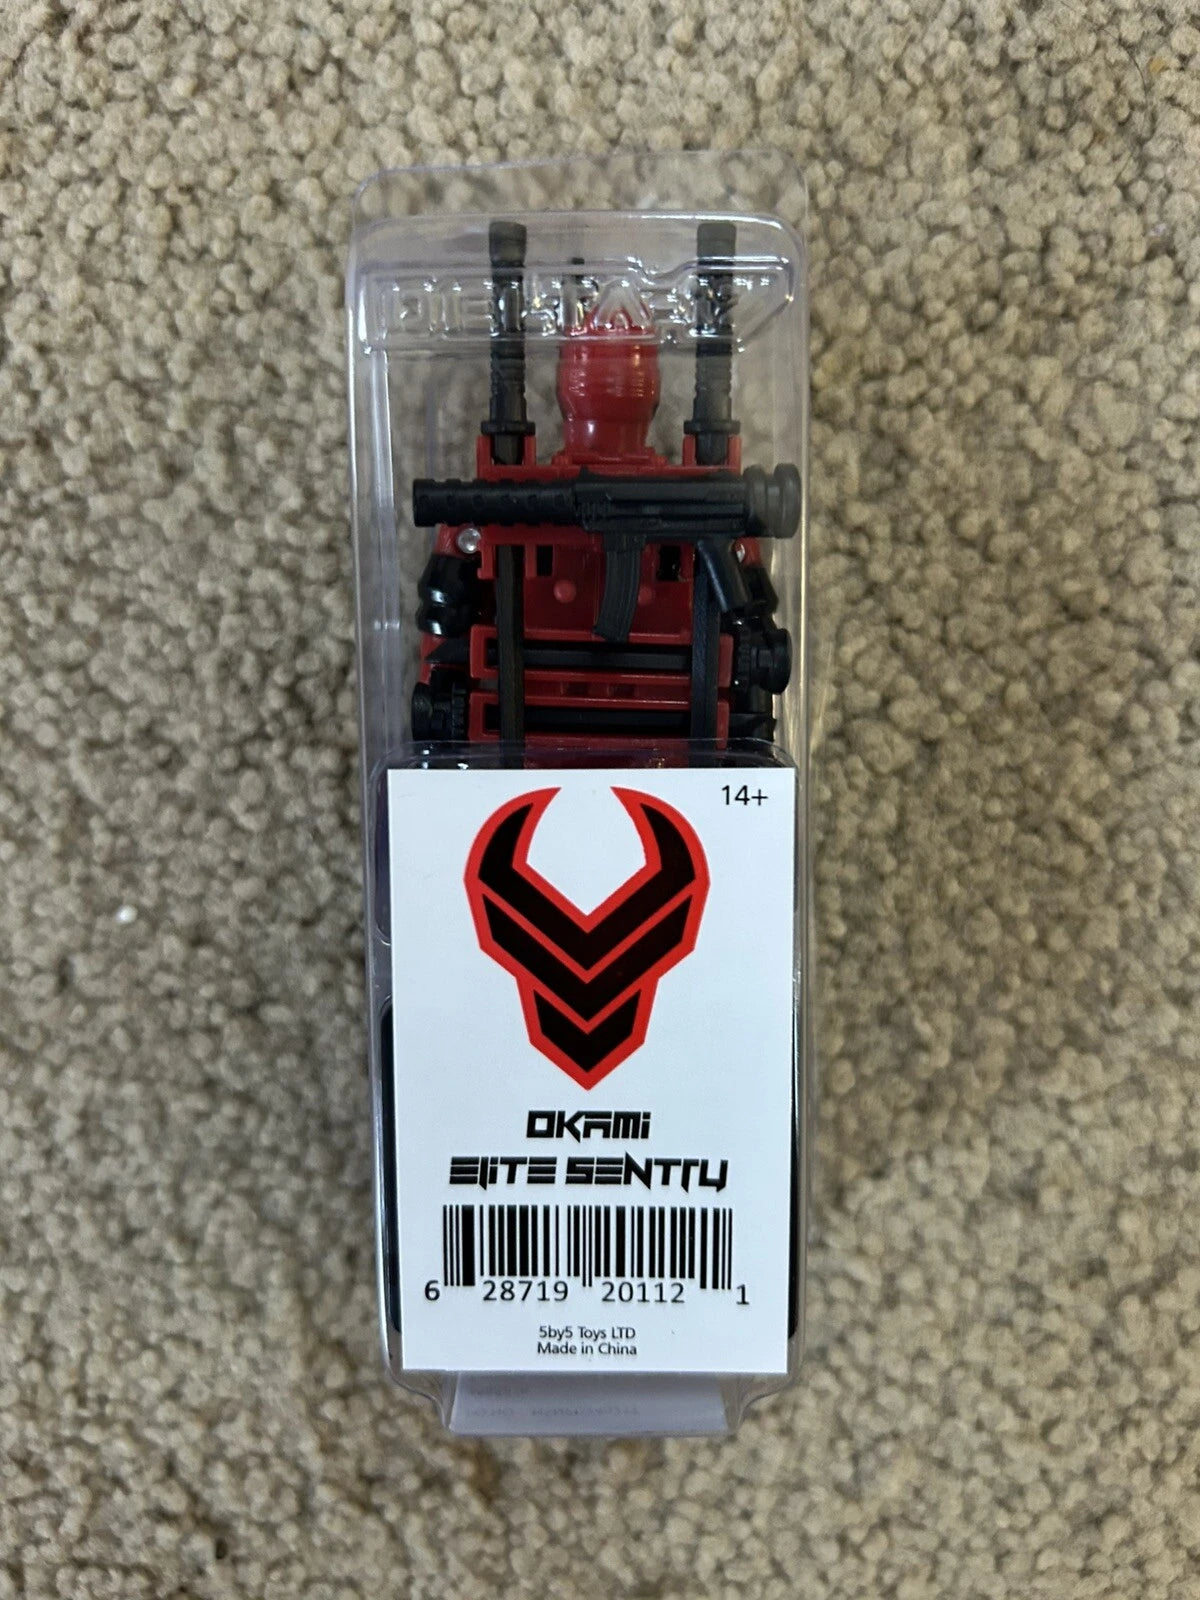 14+
OKAMI
ELITE SENTRY
6 28719 20112 1
5by5 Toys LTD
Made in China